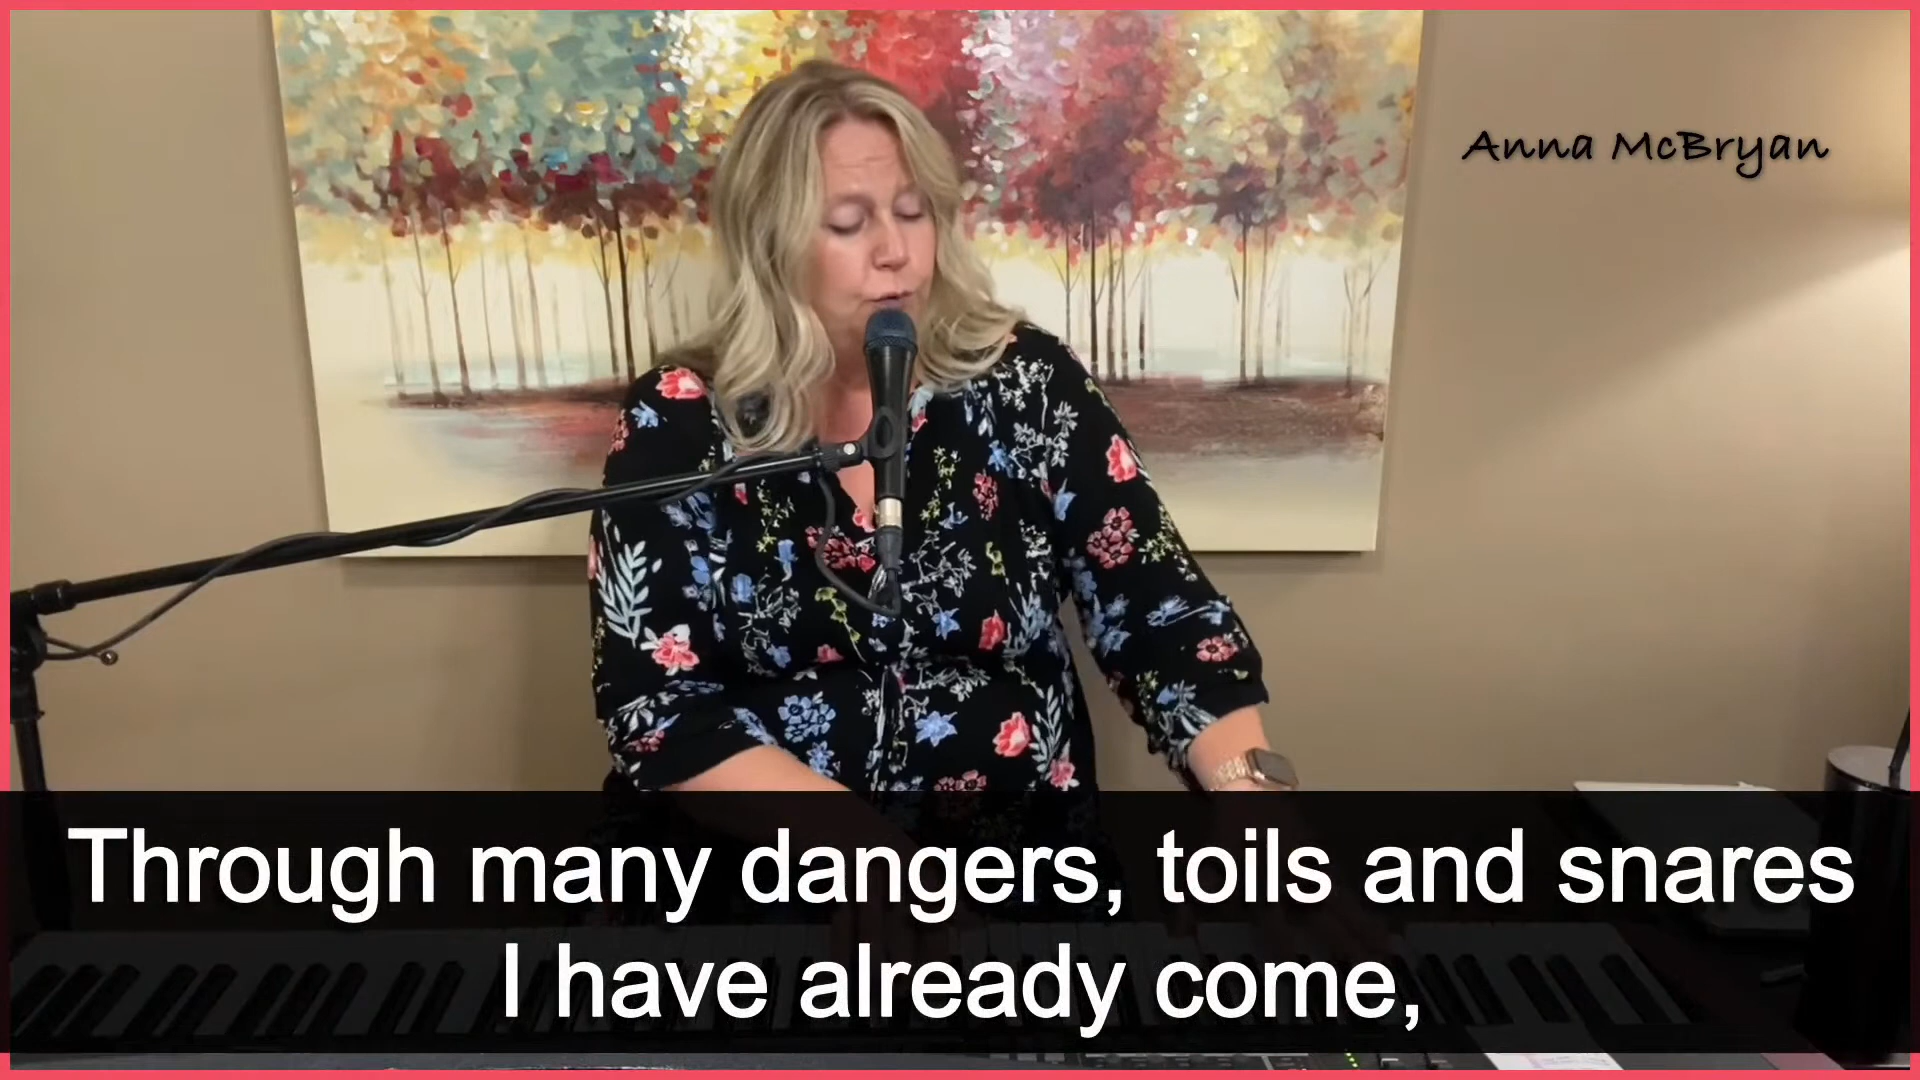 Anna McBryan
Through many dangers, toils and snares
I have already come,